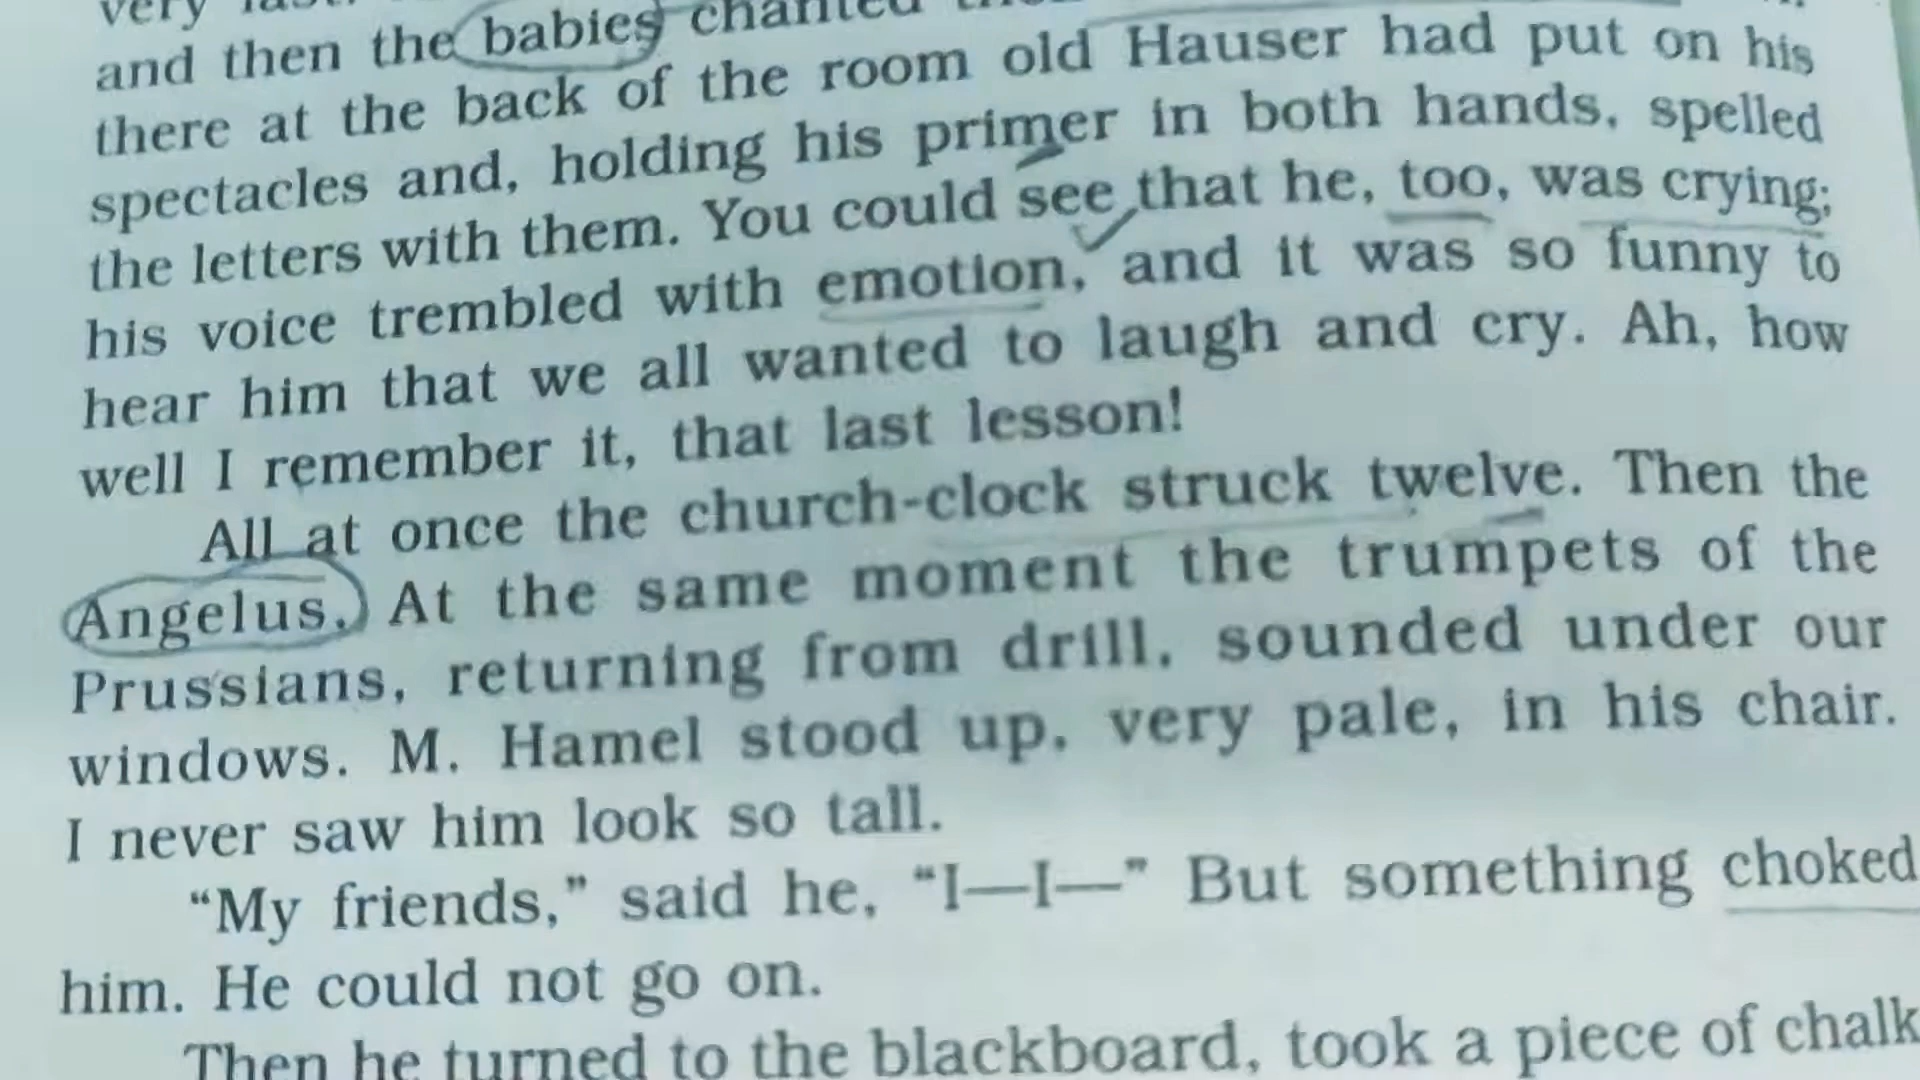 very
and then the babies chanted
there at the back of the room old Hauser had put on his
spectacles and, holding his primer in both hands, spelled
the letters with them. You could see that he, too, was crying;
his voice trembled with emotion, and it was so funny to
hear him that we all wanted to laugh and cry. Ah, how
well I remember it, that last lesson!
All at once the church-clock struck twelve. Then the
Angelus. At the same moment the trumpets of the
Prussians, returning from drill, sounded under our
windows. M. Hamel stood up, very pale, in his chair.
I never saw him look so tall.
“My friends,” said he, “I—I—” But something choked
him. He could not go on.
Then he turned to the blackboard, took a piece of chalk